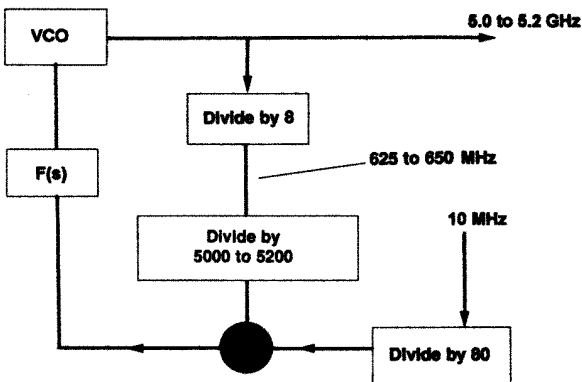 5.0 to 5.2 GHz
VCO
Divide by 8
625 to 650 MHz
F(s)
10 MHz
Divide by
5000 to 5200
Divide by 80